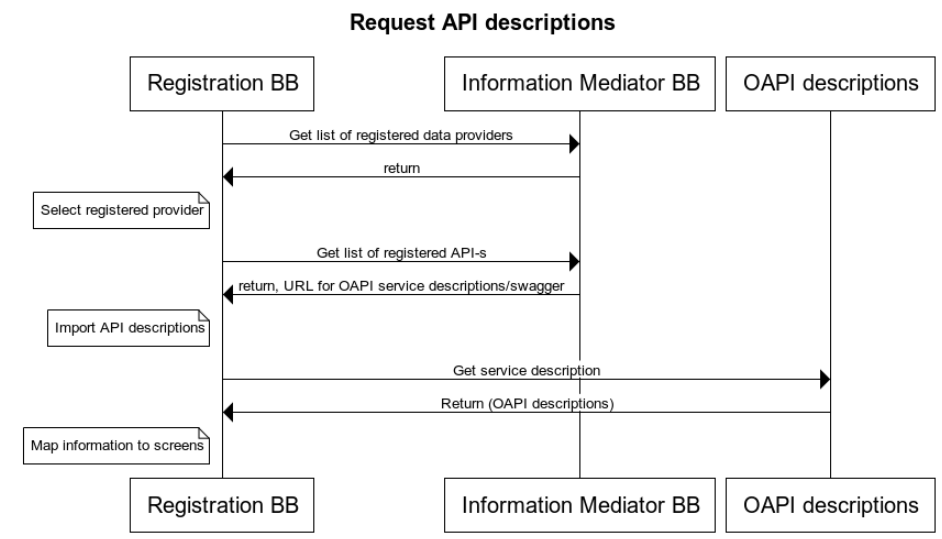 Request API descriptions
Registration BB
Information Mediator BB
OAPI descriptions
Get list of registered data providers
return
Select registered provider
Get list of registered API-s
return, URL for OAPI service descriptions/swagger
Import API descriptions
Get service description
Return (OAPI descriptions)
Map information to screens
Registration BB
Information Mediator BB
OAPI descriptions